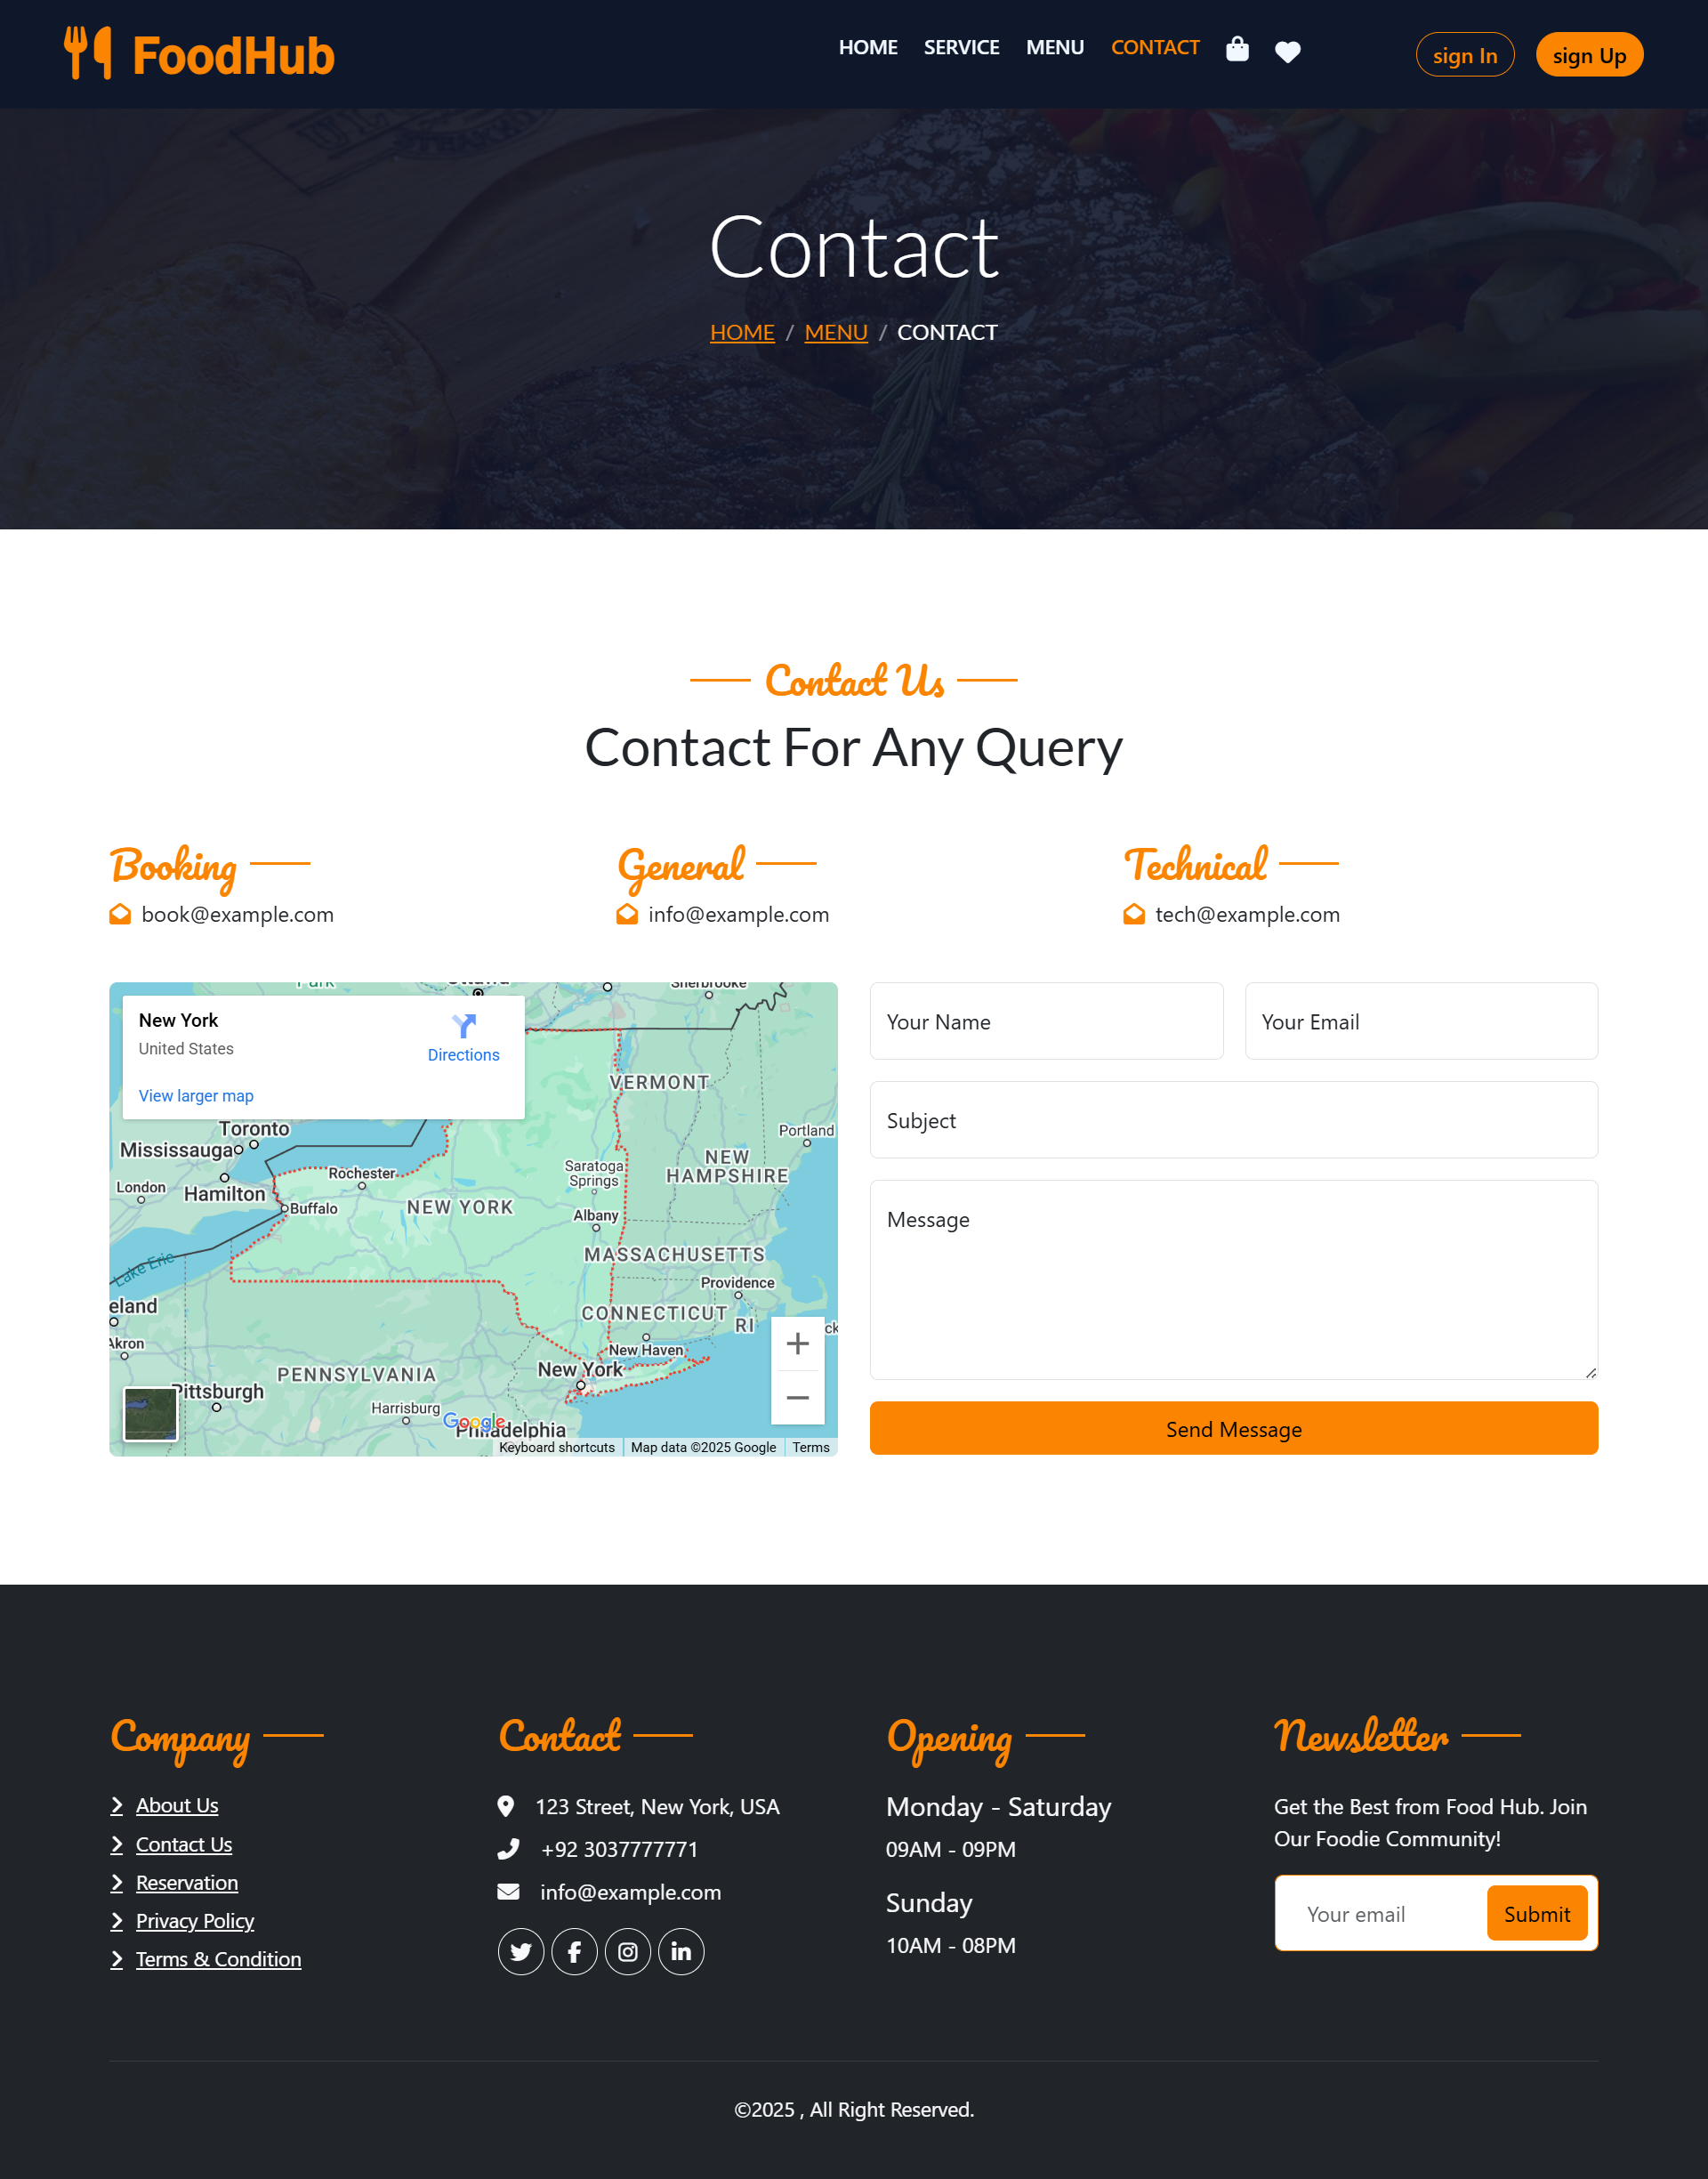 FoodHub
HOME SERVICE MENU CONTACT
sign In
sign Up
Contact
HOME / MENU / CONTACT
Contact Us
Contact For Any Query
Booking
book@example.com
General
info@example.com
Technical
tech@example.com
New York
United States
Directions
View larger map
Sherbrooke
VERMONT
Toronto
Mississauga
Portland
NEW
HAMPSHIRE
London
Hamilton
Rochester
Saratoga
Springs
Buffalo
NEW YORK
Albany
Lake Erie
MASSACHUSETTS
Providence
eland
CONNECTICUT
RI
Akron
New Haven
PENNSYLVANIA
New York
Pittsburgh
Harrisburg
Google
Philadelphia
Keyboard shortcuts
Map data ©2025 Google
Terms
Your Name
Your Email
Subject
Message
Send Message
Company
About Us
Contact Us
Reservation
Privacy Policy
Terms & Condition
Contact
123 Street, New York, USA
+92 3037777771
info@example.com
Opening
Monday - Saturday
09AM - 09PM
Sunday
10AM - 08PM
Newsletter
Get the Best from Food Hub. Join
Our Foodie Community!
Your email
Submit
©2025 , All Right Reserved.